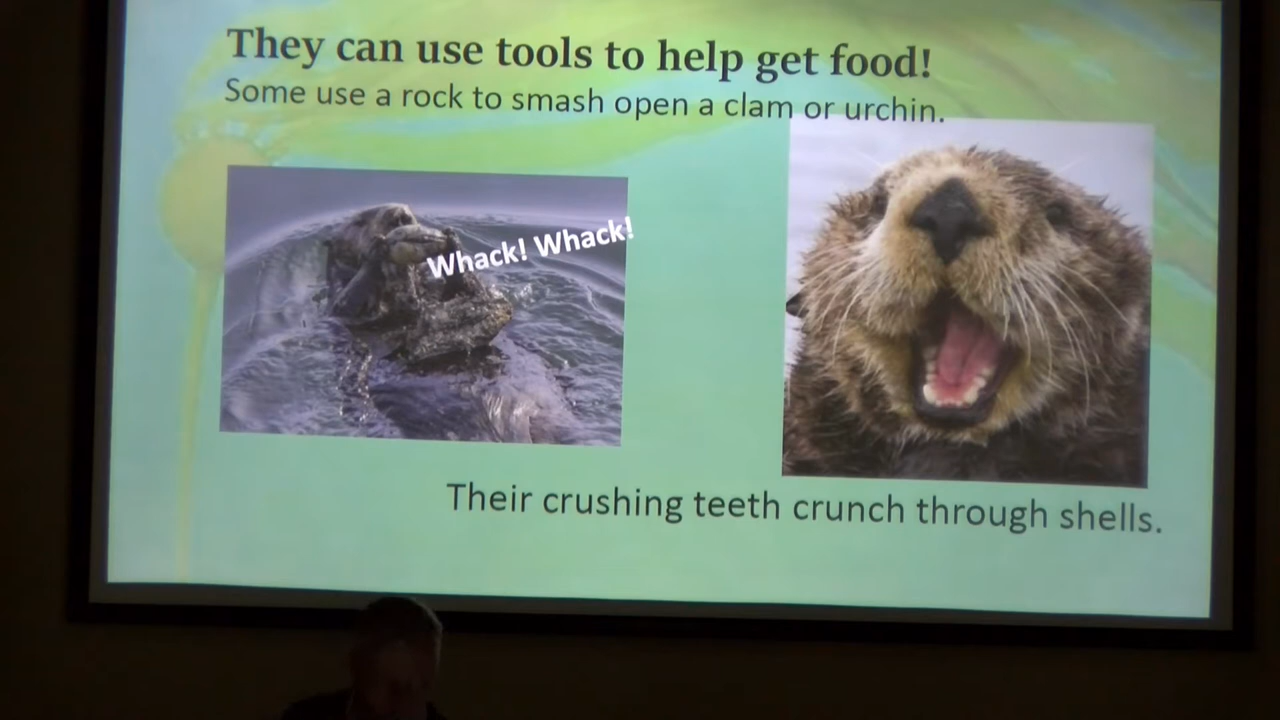 They can use tools to help get food!
Some use a rock to smash open a clam or urchin.
Whack! Whack!
Their crushing teeth crunch through shells.